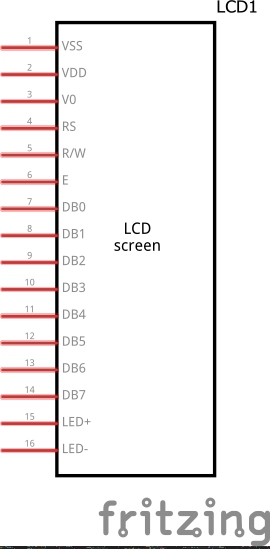 LCD1
1 VSS
2 VDD
3 V0
4 RS
5 R/W
6 E
7 DB0
8 DB1
9 DB2
10 DB3
11 DB4
12 DB5
13 DB6
14 DB7
15 LED+
16 LED-
LCD
screen
fritzing